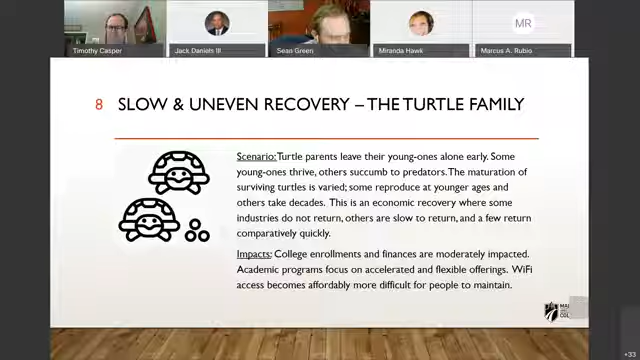 Timothy Casper
Jack Daniels III
Sean Green
Miranda Hawk
MR
Marcus A. Rubio
8 SLOW & UNEVEN RECOVERY – THE TURTLE FAMILY
Scenario: Turtle parents leave their young-ones alone early. Some
young-ones thrive, others succumb to predators. The maturation of
surviving turtles is varied; some reproduce at younger ages and
others take decades. This is an economic recovery where some
industries do not return, others are slow to return, and a few return
comparatively quickly.
Impacts: College enrollments and finances are moderately impacted.
Academic programs focus on accelerated and flexible offerings. WiFi
access becomes affordably more difficult for people to maintain.
+33